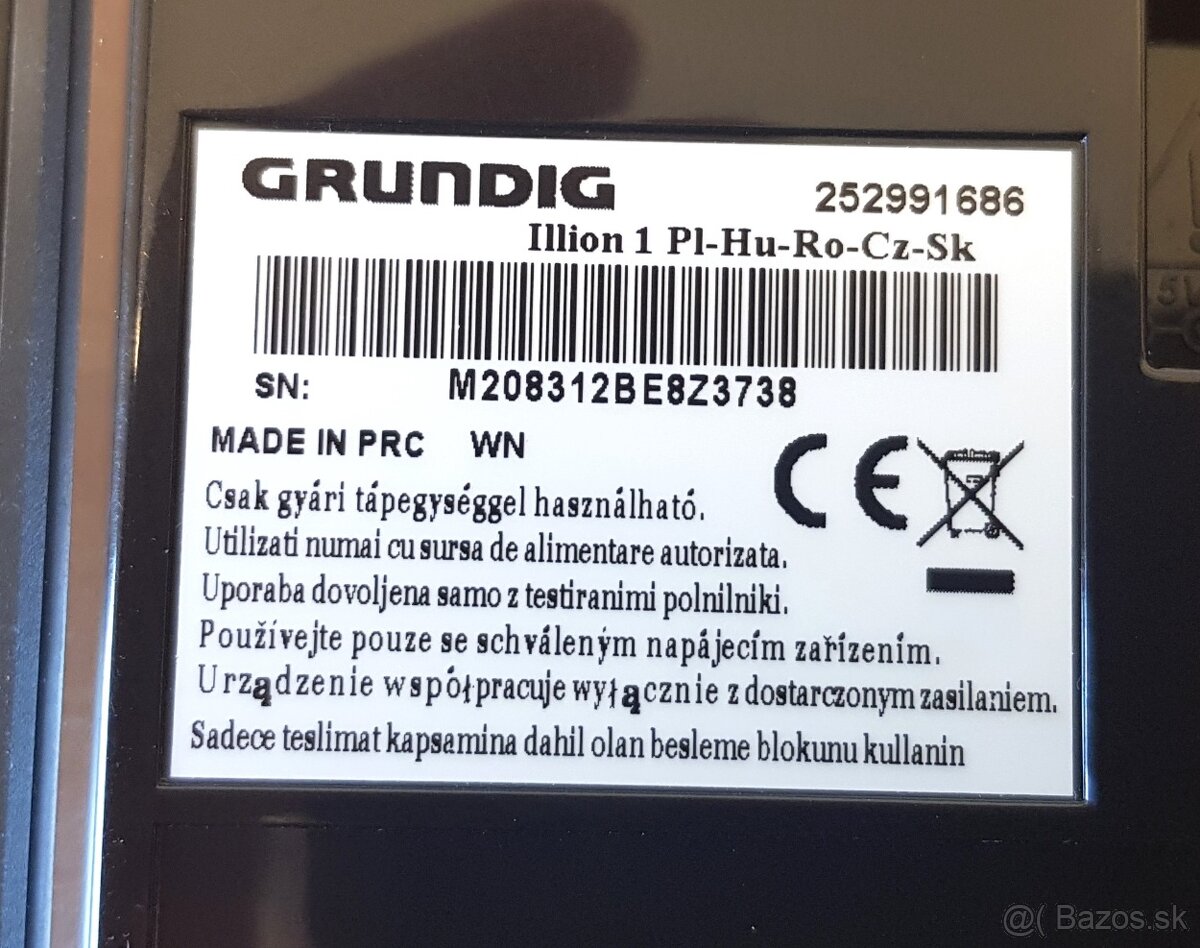 GRUNDIG
252991686
Illion 1 Pl-Hu-Ro-Cz-Sk
SN: M208312BE8Z3738
MADE IN PRC WN
CE
Csak gyári tápegységgel használható.
Utilizati numai cu sursa de alimentare autorizata.
Uporaba dovoljena samo z testiranimi polnilniki.
Používejte pouze se schváleným napájecím zařízením.
Urządzenie współpracuje wyłącznie z dostarczonym zasilaniem.
Sadece teslimat kapsamina dahil olan besleme blokunu kullanin
@( Bazos.sk